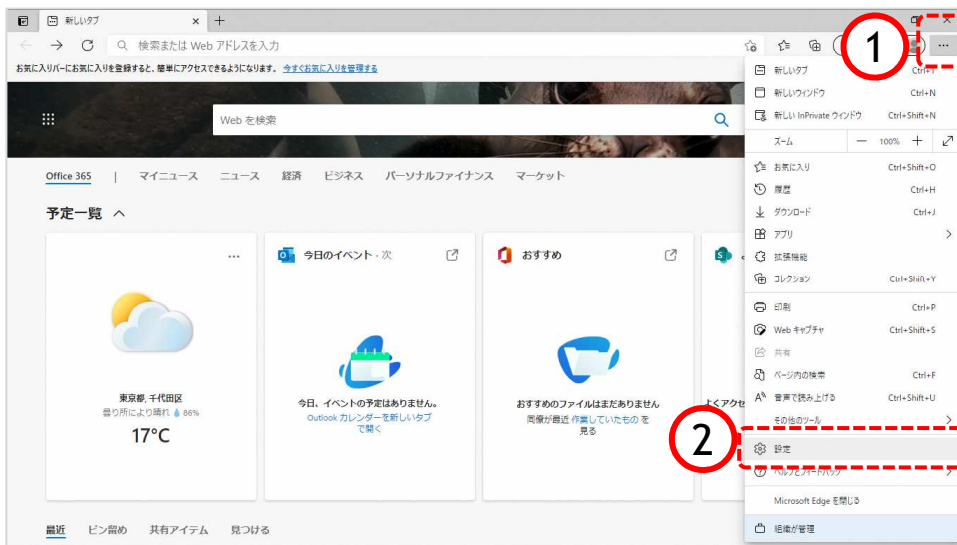 新しいタブ
検索または Web アドレスを入力
1
お気に入りバーにお気に入りを登録すると、簡単にアクセスできるようになります。 今すぐお気に入りを管理する
Web を検索
Office 365 | マイニュース ニュース 経済 ビジネス パーソナルファイナンス マーケット
予定一覧
東京都, 千代田区
曇り所により晴れ 86%
17°C
今日のイベント · 次
今日、イベントの予定はありません。
Outlook カレンダーを新しいタブ
で開く
おすすめ
おすすめのファイルはまだありません
同僚が最近 作業していたもの を
見る
よくアクセ
最近 ピン留め 共有アイテム 見つける
新しいタブ Ctrl+T
新しいウィンドウ Ctrl+N
新しい InPrivate ウィンドウ Ctrl+Shift+N
ズーム — 100% +
お気に入り Ctrl+Shift+O
履歴 Ctrl+H
ダウンロード Ctrl+J
アプリ
拡張機能
コレクション Ctrl+Shift+Y
印刷 Ctrl+P
Web キャプチャ Ctrl+Shift+S
共有
ページ内の検索 Ctrl+F
音声で読み上げる Ctrl+Shift+U
その他のツール
2
設定
ヘルプとフィードバック
Microsoft Edge を閉じる
組織が管理